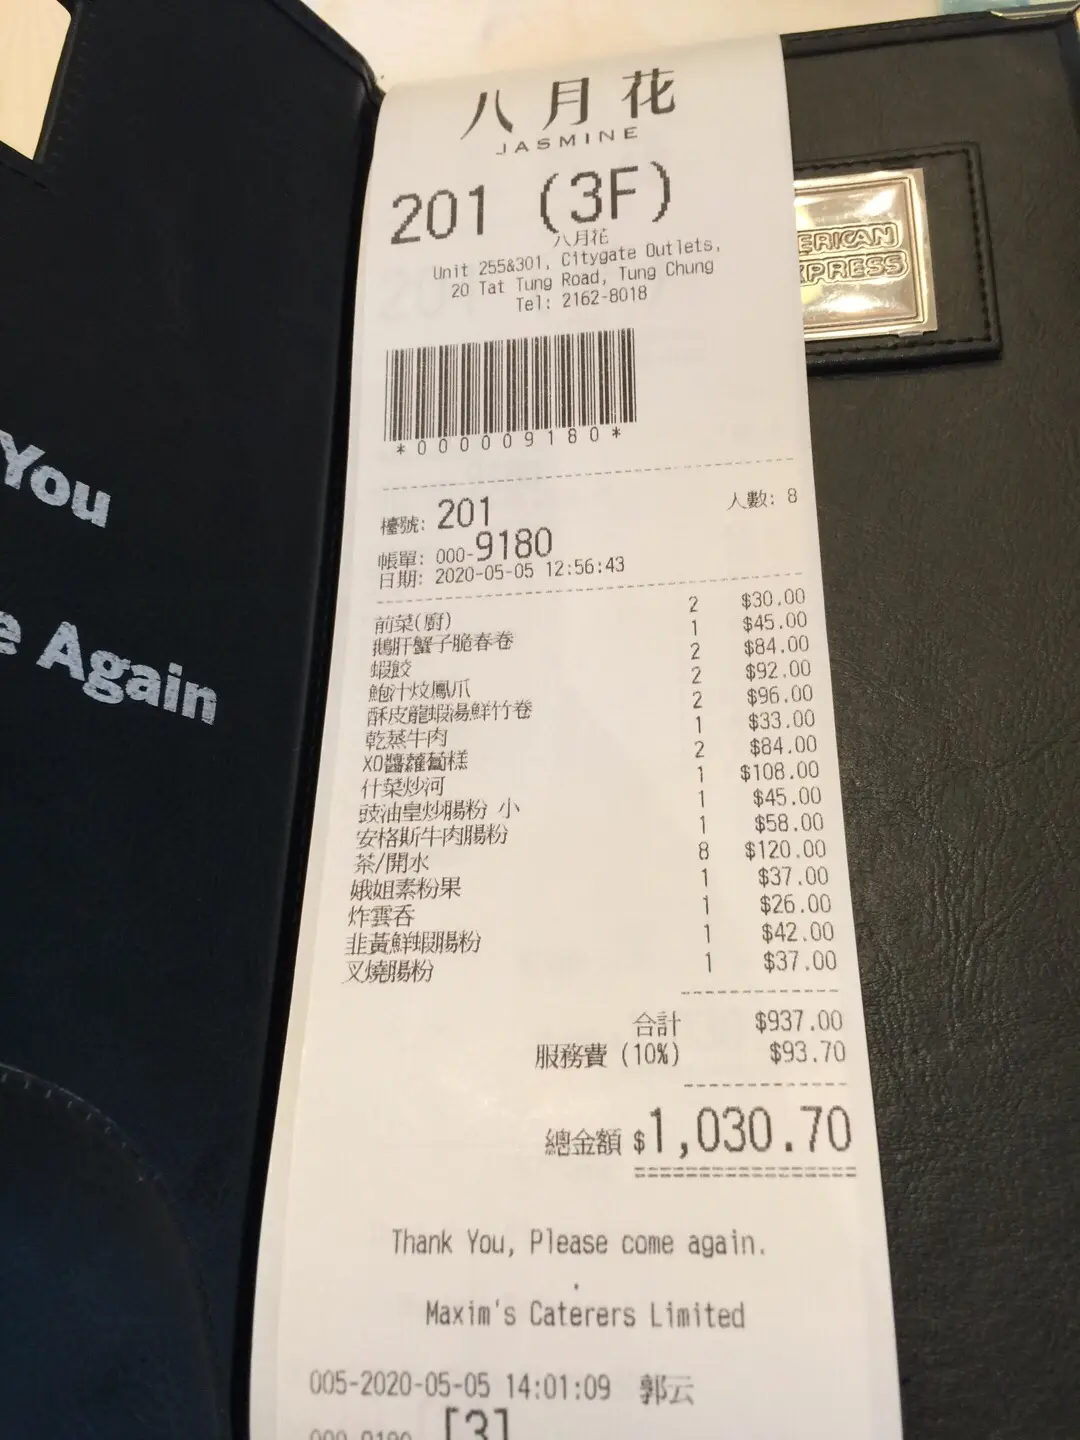 八月花
JASMINE
201 (3F)
八月花
Unit 255&301, Citygate Outlets,
20 Tat Tung Road, Tung Chung
Tel: 2162-8018
*000009180*
檯號: 201 人數: 8
帳單: 000-9180
日期: 2020-05-05 12:56:43
前菜(廚) 2 $30.00
鵝肝蟹子脆春卷 1 $45.00
蝦餃 2 $84.00
鮑汁炆鳳爪 2 $92.00
酥皮龍蝦湯鮮竹卷 2 $96.00
乾蒸牛肉 1 $33.00
XO醬蘿蔔糕 2 $84.00
什菜炒河 1 $108.00
豉油皇炒腸粉 小 1 $45.00
安格斯牛肉腸粉 1 $58.00
茶/開水 8 $120.00
娥姐素粉果 1 $37.00
炸雲吞 1 $26.00
韭黃鮮蝦腸粉 1 $42.00
叉燒腸粉 1 $37.00
合計 $937.00
服務費 (10%) $93.70
總金額 $1,030.70
Thank You, Please come again.
.
Maxim's Caterers Limited
005-2020-05-05 14:01:09 郭云
000-9180 [3]
You
e Again
ERICAN
XPRESS